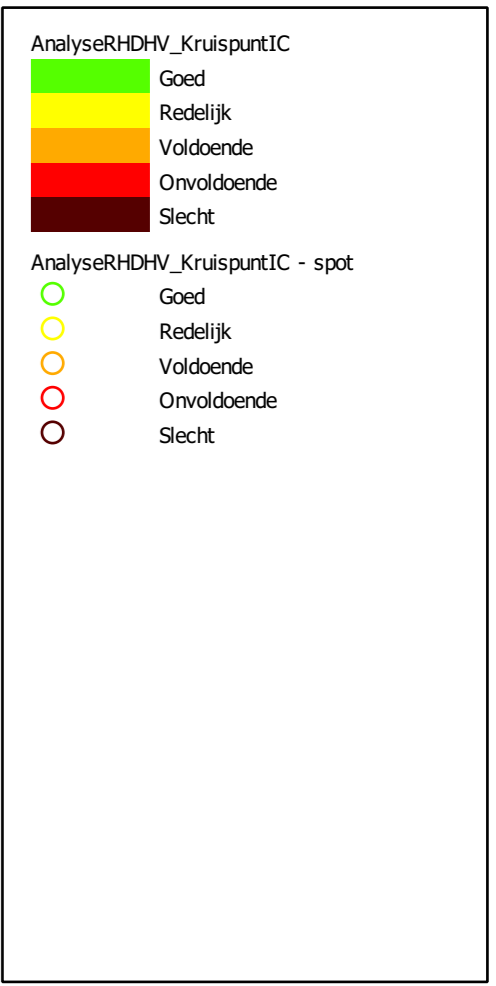 AnalyseRHDHV_KruispuntIC
Goed
Redelijk
Voldoende
Onvoldoende
Slecht
AnalyseRHDHV_KruispuntIC - spot
Goed
Redelijk
Voldoende
Onvoldoende
Slecht